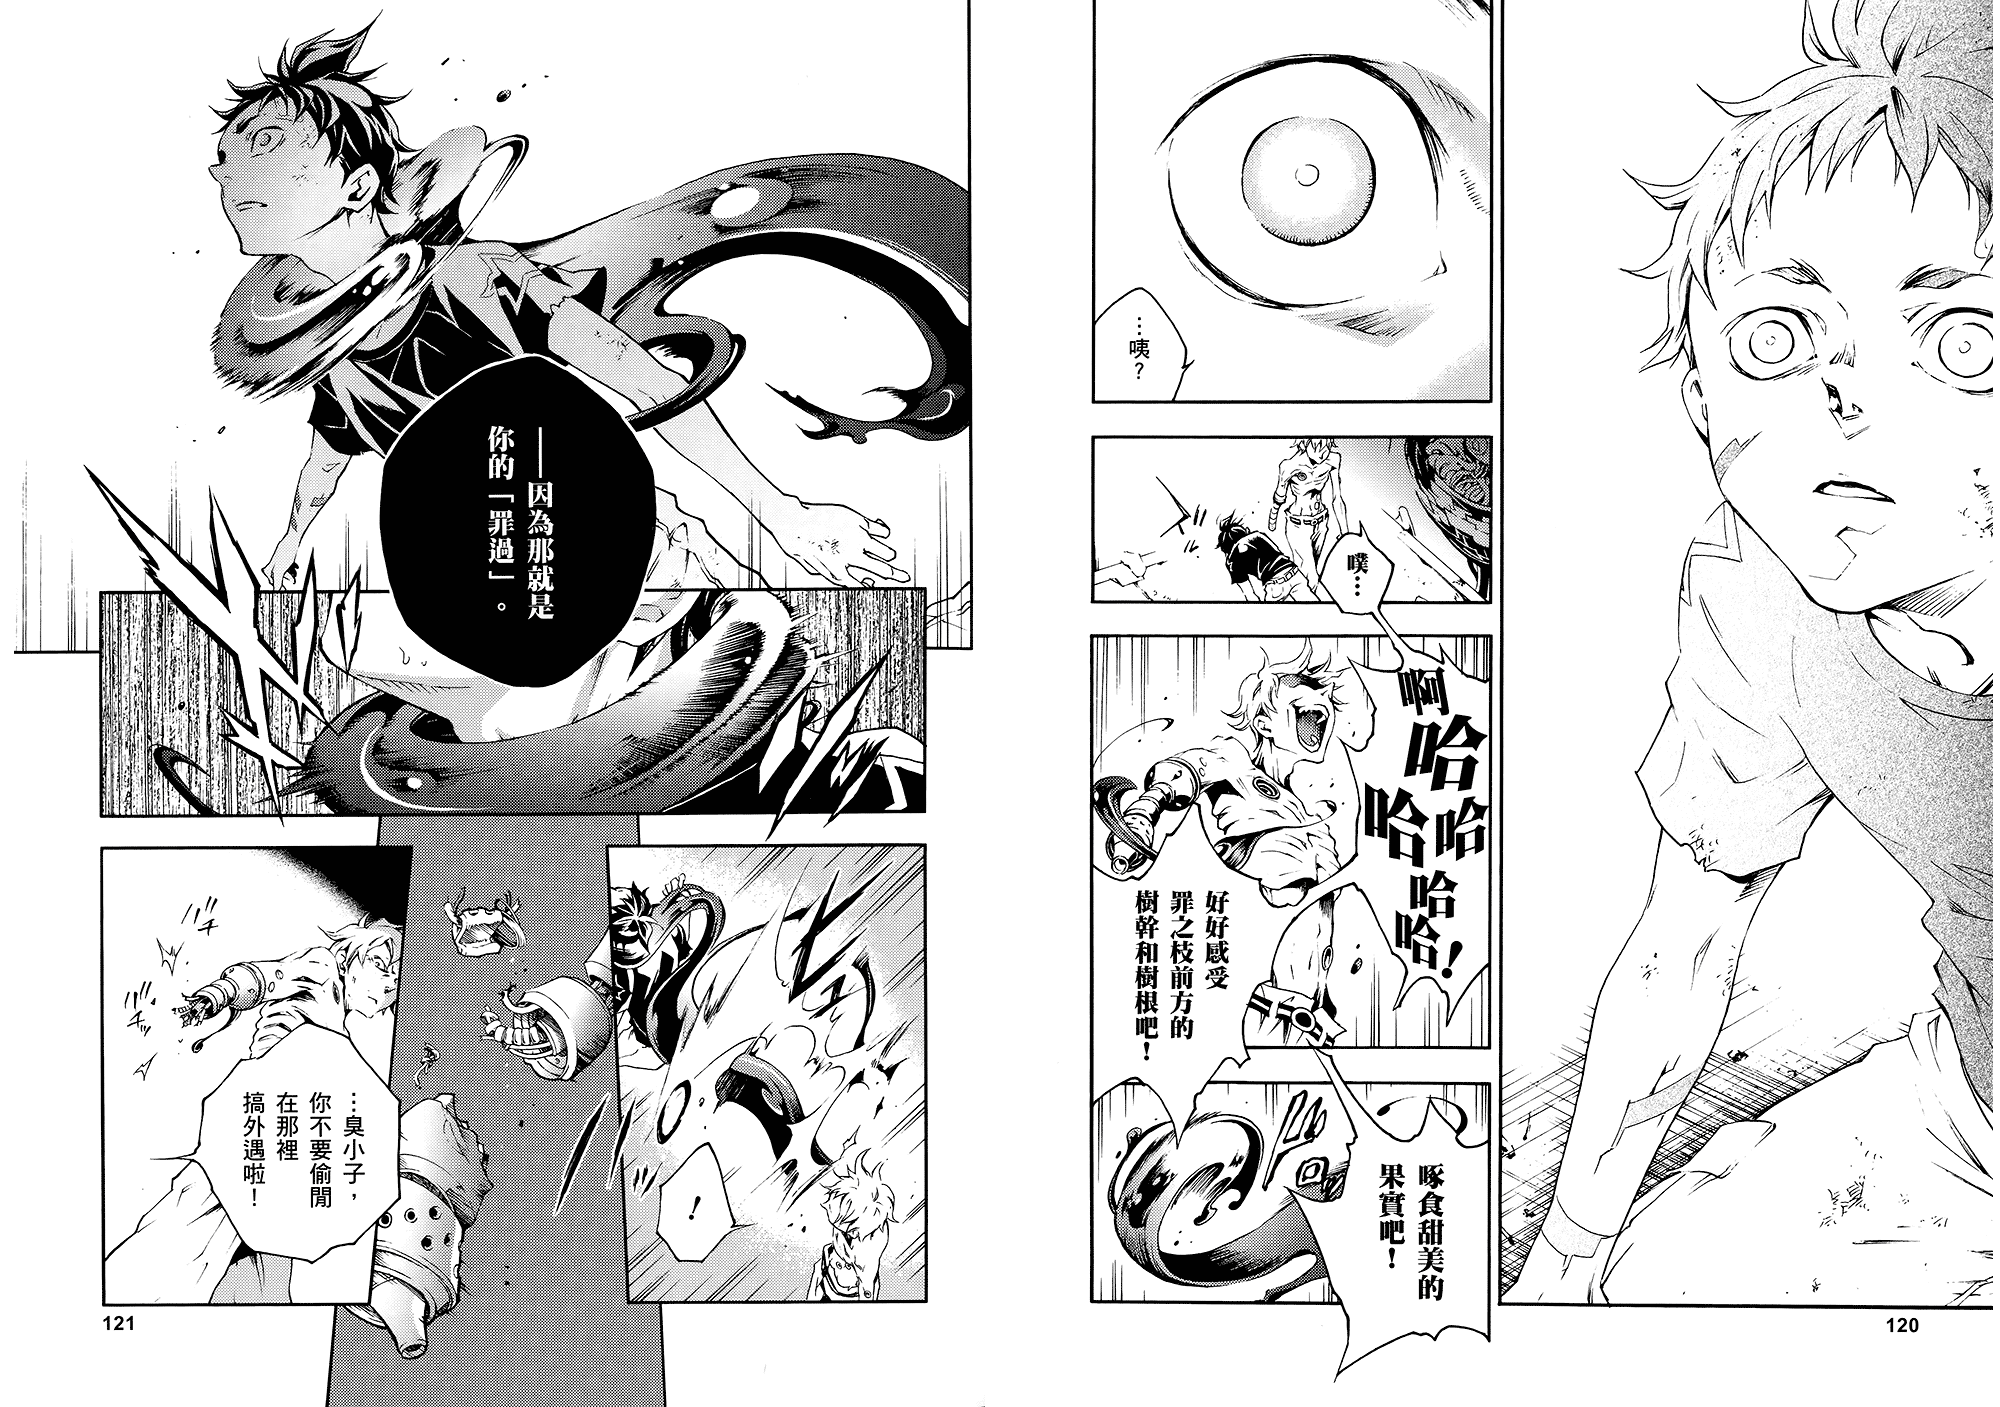 …咦？
噗…
啊哈哈哈哈哈哈！
好好感受
罪之枝前方的
樹幹和樹根吧！
啄食甜美的
果實吧！
120
——因為那就是
你的「罪過」。
！
…臭小子，
你不要偷閒
在那裡
搞外遇啦！
121